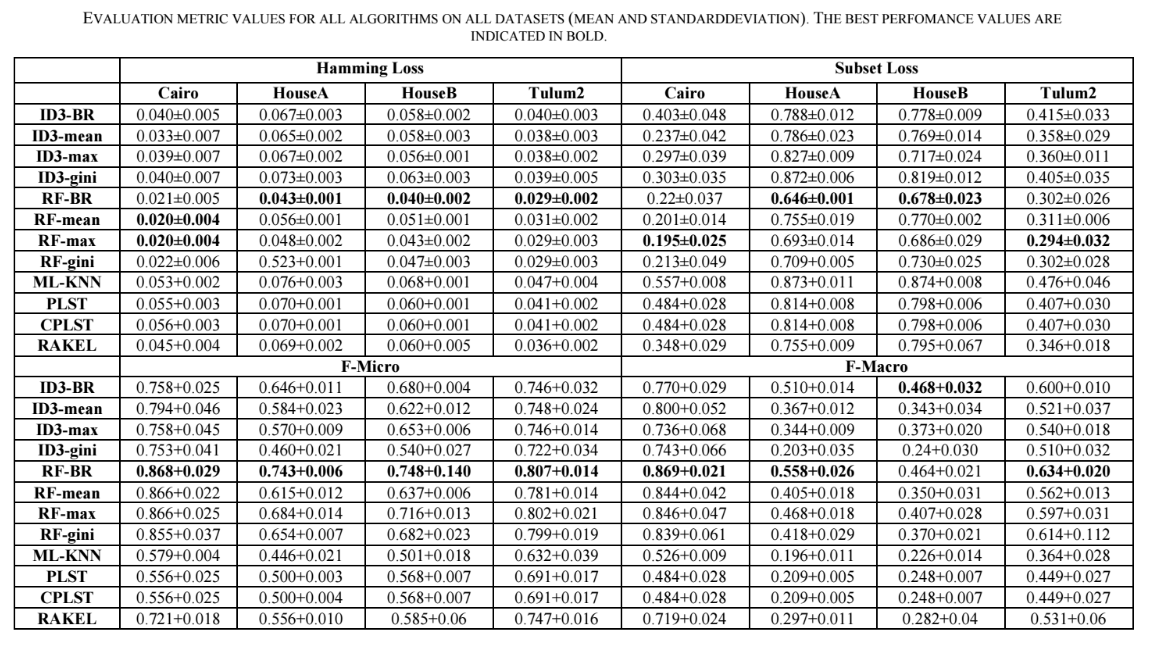 EVALUATION METRIC VALUES FOR ALL ALGORITHMS ON ALL DATASETS (MEAN AND STANDARDDEVIATION). THE BEST PERFOMANCE VALUES ARE
INDICATED IN BOLD.
Hamming Loss Subset Loss
Cairo HouseA HouseB Tulum2 Cairo HouseA HouseB Tulum2
ID3-BR 0.040±0.007 0.067±0.003 0.058±0.002 0.040±0.003 0.403±0.048 0.788±0.012 0.778±0.009 0.415±0.033
ID3-mean 0.033±0.007 0.065±0.002 0.058±0.003 0.038±0.003 0.237±0.042 0.786±0.023 0.769±0.014 0.358±0.029
ID3-max 0.039±0.007 0.067±0.002 0.056±0.001 0.038±0.002 0.297±0.039 0.827±0.009 0.717±0.024 0.360±0.011
ID3-gini 0.040±0.007 0.073±0.003 0.063±0.003 0.039±0.005 0.303±0.035 0.872±0.006 0.819±0.012 0.405±0.035
RF-BR 0.021±0.005 0.043±0.001 0.040±0.002 0.029±0.002 0.22±0.037 0.646±0.001 0.678±0.023 0.302±0.026
RF-mean 0.020±0.004 0.056±0.001 0.051±0.001 0.031±0.002 0.201±0.014 0.755±0.019 0.770±0.002 0.311±0.006
RF-max 0.020±0.004 0.048±0.002 0.043±0.002 0.029±0.003 0.195±0.025 0.693±0.014 0.686±0.029 0.294±0.032
RF-gini 0.022±0.006 0.523+0.001 0.047±0.003 0.029±0.003 0.213±0.049 0.709+0.005 0.730±0.025 0.302±0.028
ML-KNN 0.053+0.002 0.076+0.003 0.068+0.001 0.047+0.004 0.557+0.008 0.873+0.011 0.874+0.008 0.476+0.046
PLST 0.055+0.003 0.070+0.001 0.060+0.001 0.041+0.002 0.484+0.028 0.814+0.008 0.798+0.006 0.407+0.030
CPLST 0.056+0.003 0.070+0.001 0.060+0.001 0.041+0.002 0.484+0.028 0.814+0.008 0.798+0.006 0.407+0.030
RAKEL 0.045+0.004 0.069+0.002 0.060+0.005 0.036+0.002 0.348+0.029 0.755+0.009 0.795+0.067 0.346+0.018
F-Micro F-Macro
ID3-BR 0.758+0.025 0.646+0.011 0.680+0.004 0.746+0.032 0.770+0.029 0.510+0.014 0.468+0.032 0.600+0.010
ID3-mean 0.794+0.046 0.584+0.023 0.622+0.012 0.748+0.024 0.800+0.052 0.367+0.012 0.343+0.034 0.521+0.037
ID3-max 0.758+0.045 0.570+0.009 0.653+0.006 0.746+0.014 0.736+0.068 0.344+0.009 0.373+0.020 0.540+0.018
ID3-gini 0.753+0.041 0.460+0.021 0.540+0.027 0.722+0.034 0.743+0.066 0.203+0.035 0.24+0.030 0.510+0.032
RF-BR 0.868+0.029 0.743+0.006 0.748+0.140 0.807+0.014 0.869+0.021 0.558+0.026 0.464+0.021 0.634+0.020
RF-mean 0.866+0.022 0.615+0.012 0.637+0.006 0.781+0.014 0.844+0.042 0.405+0.018 0.350+0.031 0.562+0.013
RF-max 0.866+0.025 0.684+0.014 0.716+0.013 0.802+0.021 0.846+0.047 0.468+0.018 0.407+0.028 0.597+0.031
RF-gini 0.855+0.037 0.654+0.007 0.682+0.023 0.799+0.019 0.839+0.061 0.418+0.029 0.370+0.021 0.614+0.112
ML-KNN 0.579+0.004 0.446+0.021 0.501+0.018 0.632+0.039 0.526+0.009 0.196+0.011 0.226+0.014 0.364+0.028
PLST 0.556+0.025 0.500+0.003 0.568+0.007 0.691+0.017 0.484+0.028 0.209+0.005 0.248+0.007 0.449+0.027
CPLST 0.556+0.025 0.500+0.004 0.568+0.007 0.691+0.017 0.484+0.028 0.209+0.005 0.248+0.007 0.449+0.027
RAKEL 0.721+0.018 0.556+0.010 0.585+0.06 0.747+0.016 0.719+0.024 0.297+0.011 0.282+0.04 0.531+0.06